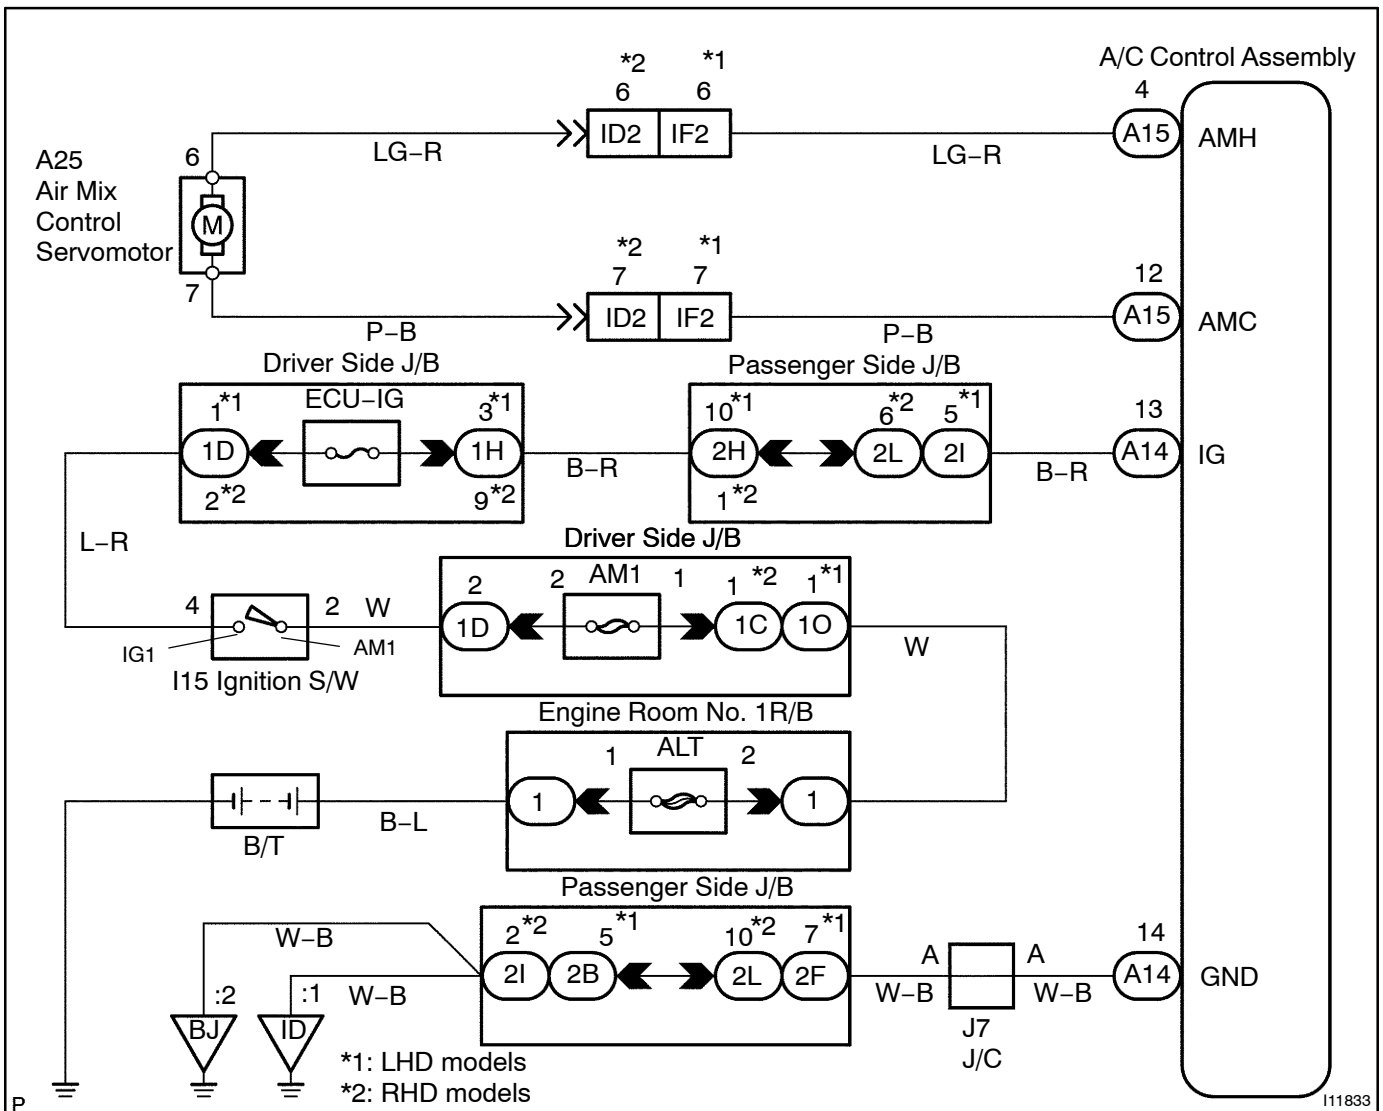 A/C Control Assembly
*2 *1
6 6 4
ID2 IF2 A15 AMH
LG−R LG−R
6
A25
Air Mix
Control
Servomotor
M
7
*2 *1
7 7 12
ID2 IF2 A15 AMC
P−B P−B
Driver Side J/B Passenger Side J/B
1*1 ECU−IG 3*1 10*1 6*2 5*1 13
1D 1H 2H 2L 2I A14 IG
B−R B−R
2*2 9*2 1*2
L−R
Driver Side J/B
2 2 AM1 1 1*2 1*1
4 2 W 1D 1C 1O
W
IG1 AM1
I15 Ignition S/W
Engine Room No. 1R/B
1 ALT 2
1 1
B−L
B/T
Passenger Side J/B
2*2 5*1 10*2 7*1 14
W−B
2I 2B 2L 2F A A A14 GND
:2 :1 W−B W−B W−B
BJ ID
J7
J/C
*1: LHD models
*2: RHD models
P I11833